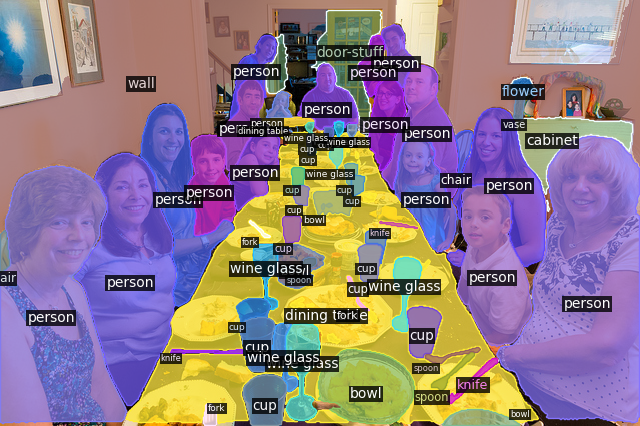 door-stuff
person
person
person
wall
flower
person
vase
person
person
person
dining table
person
person
wine glass
wine glass
cabinet
cup
cup
person
wine glass
chair
person
person
person
cup
cup
person
cup
cup
bowl
knife
fork
cup
wine glass
cup
air
spoon
person
person
cup
wine glass
person
person
dining table
fork
cup
cup
cup
knife
wine glass
wine glass
spoon
knife
bowl
spoon
fork
cup
bowl